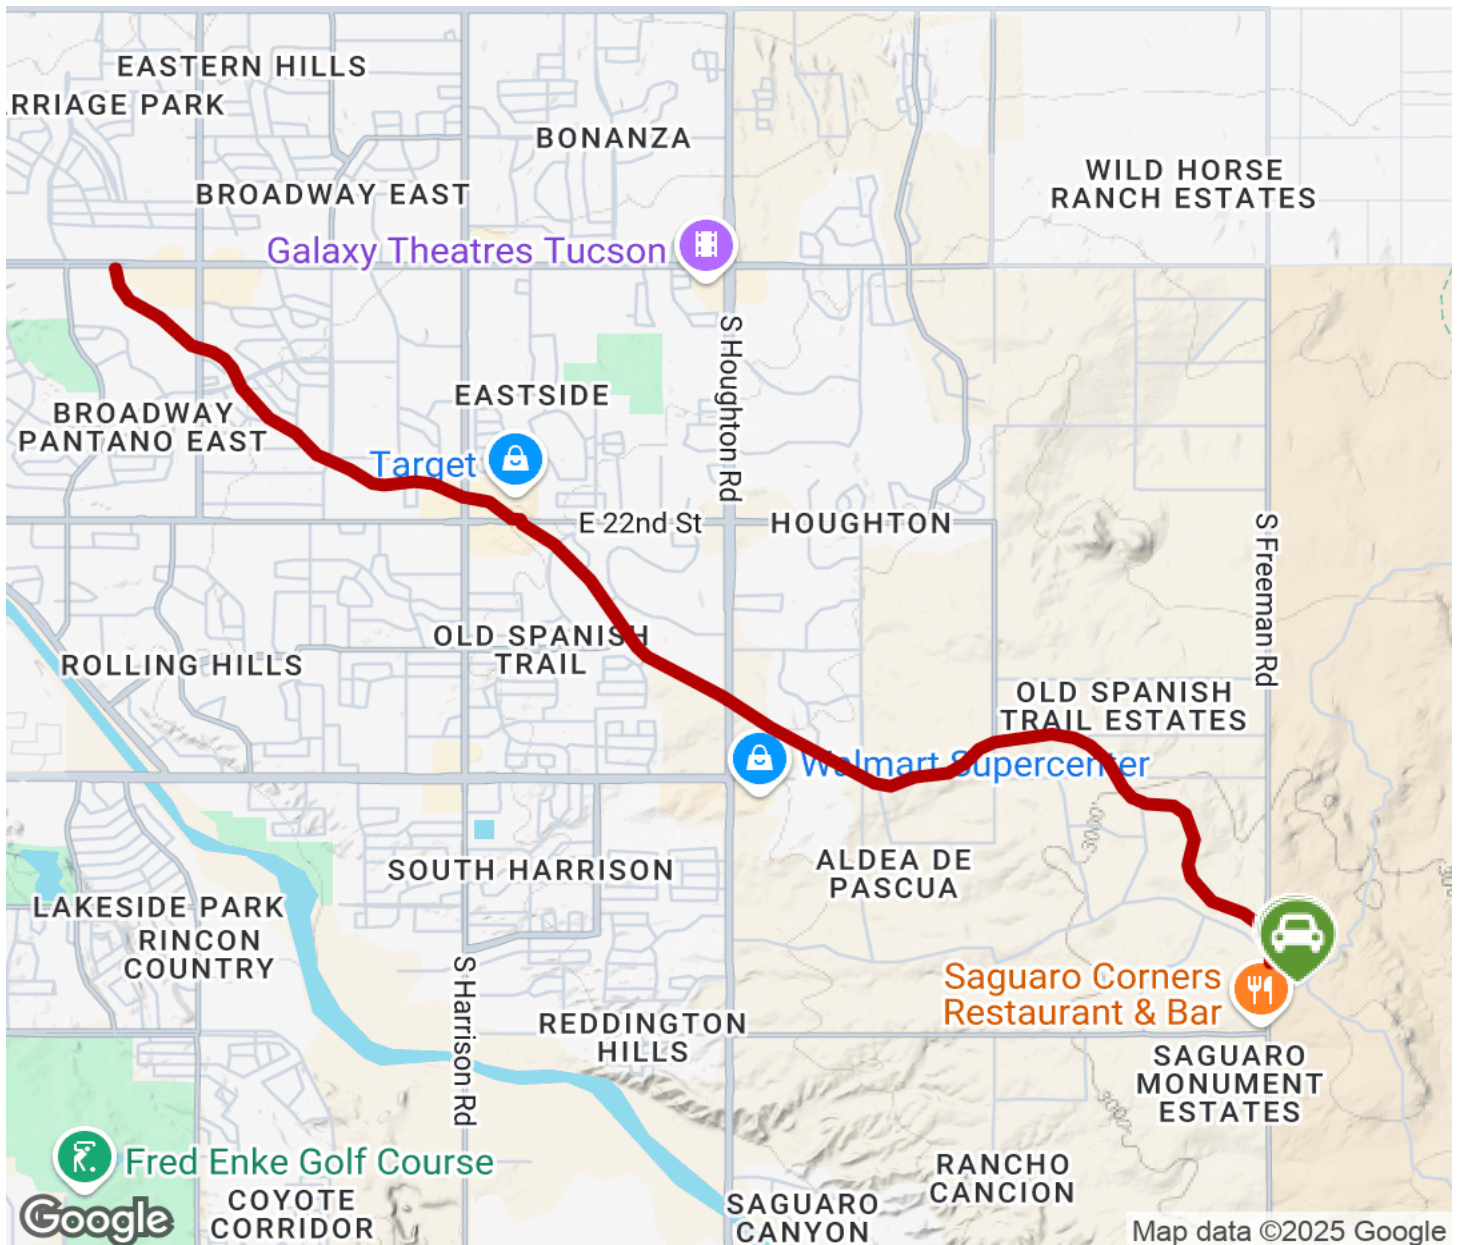 EASTERN HILLS
ARRIAGE PARK
BONANZA
WILD HORSE
RANCH ESTATES
BROADWAY EAST
Galaxy Theatres Tucson
S Houghton Rd
EASTSIDE
BROADWAY
PANTANO EAST
Target
E 22nd St
HOUGHTON
S Freeman Rd
OLD SPANISH
TRAIL
ROLLING HILLS
OLD SPANISH
TRAIL ESTATES
Walmart Supercenter
3000
ALDEA DE
PASCUA
SOUTH HARRISON
LAKESIDE PARK
RINCON
COUNTRY
S Harrison Rd
Saguaro Corners
Restaurant & Bar
REDDINGTON
HILLS
SAGUARO
MONUMENT
ESTATES
Fred Enke Golf Course
RANCHO
CANCION
COYOTE
CORRIDOR
SAGUARO
CANYON
Google
Map data ©2025 Google